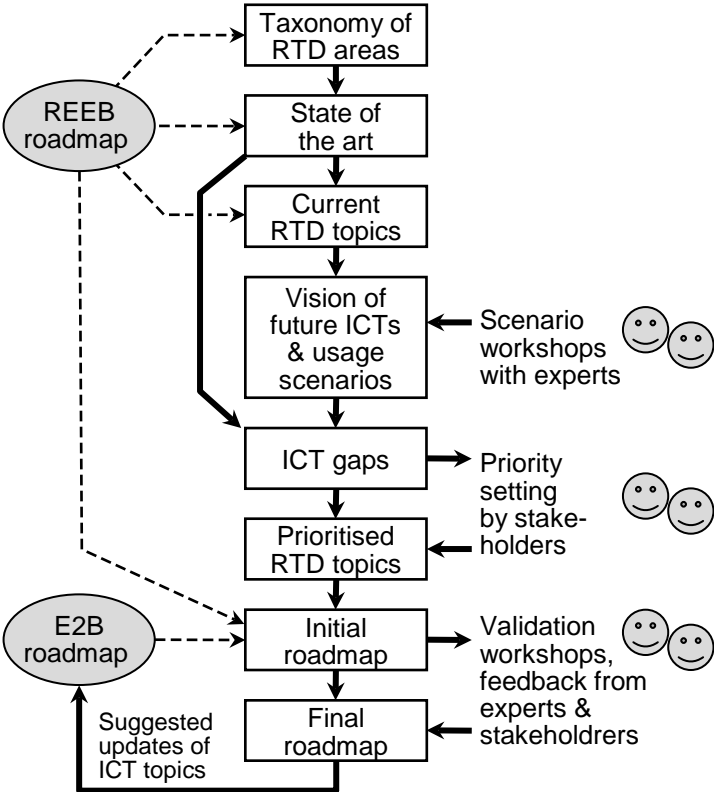 Taxonomy of
RTD areas
REEB
roadmap
State of
the art
Current
RTD topics
Vision of
future ICTs
& usage
scenarios
Scenario
workshops
with experts
ICT gaps
Priority
setting
by stake-
holders
Prioritised
RTD topics
E2B
roadmap
Initial
roadmap
Validation
workshops,
feedback from
experts &
stakeholdrers
Final
roadmap
Suggested
updates of
ICT topics